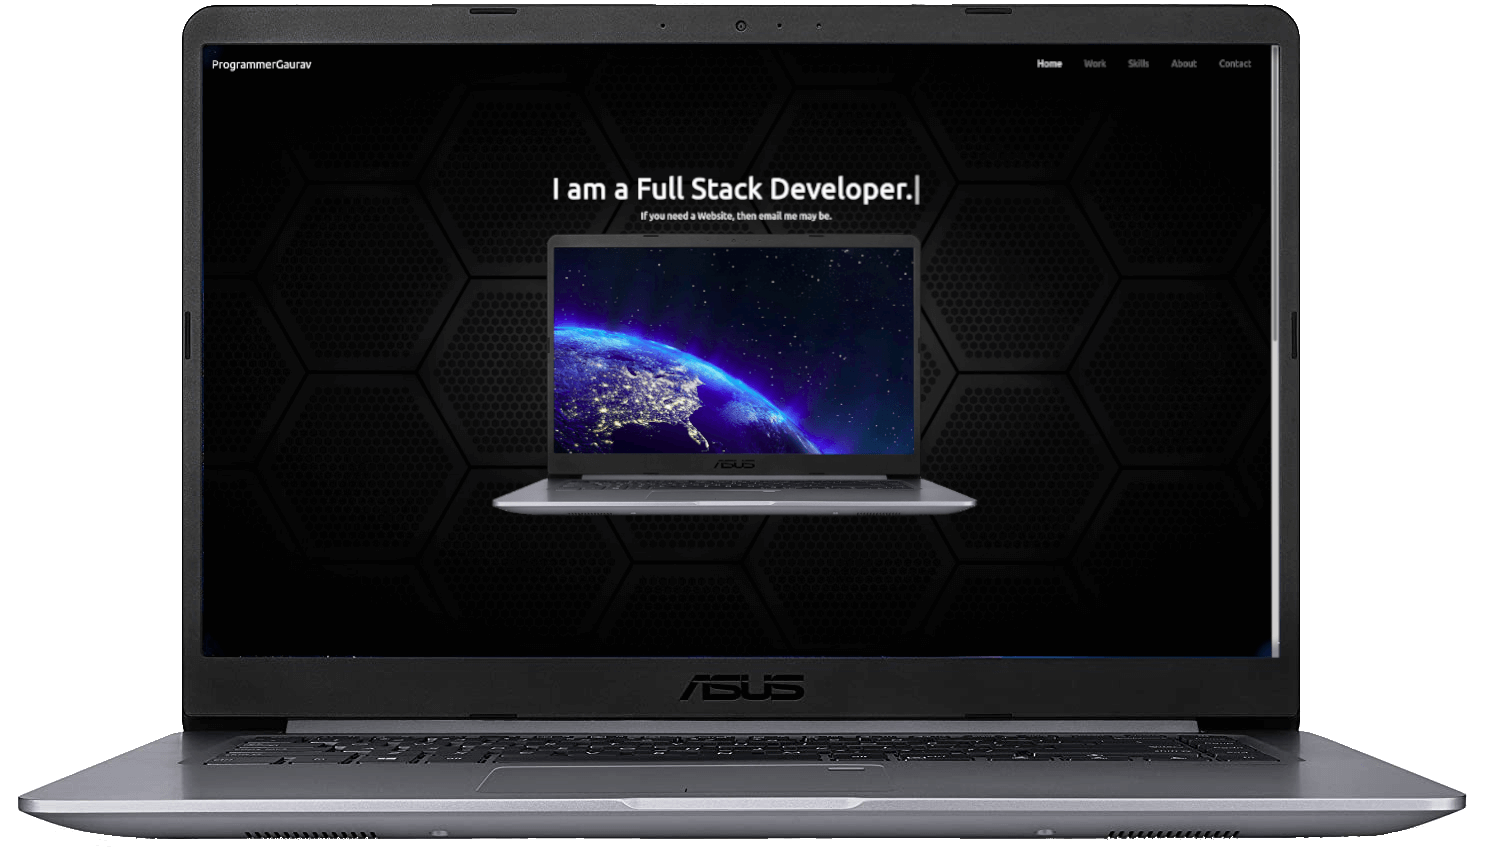 ProgrammerGaurav
Home Work Skills About Contact
I am a Full Stack Developer.
If you need a Website, then email me may be.
ASUS
ASUS